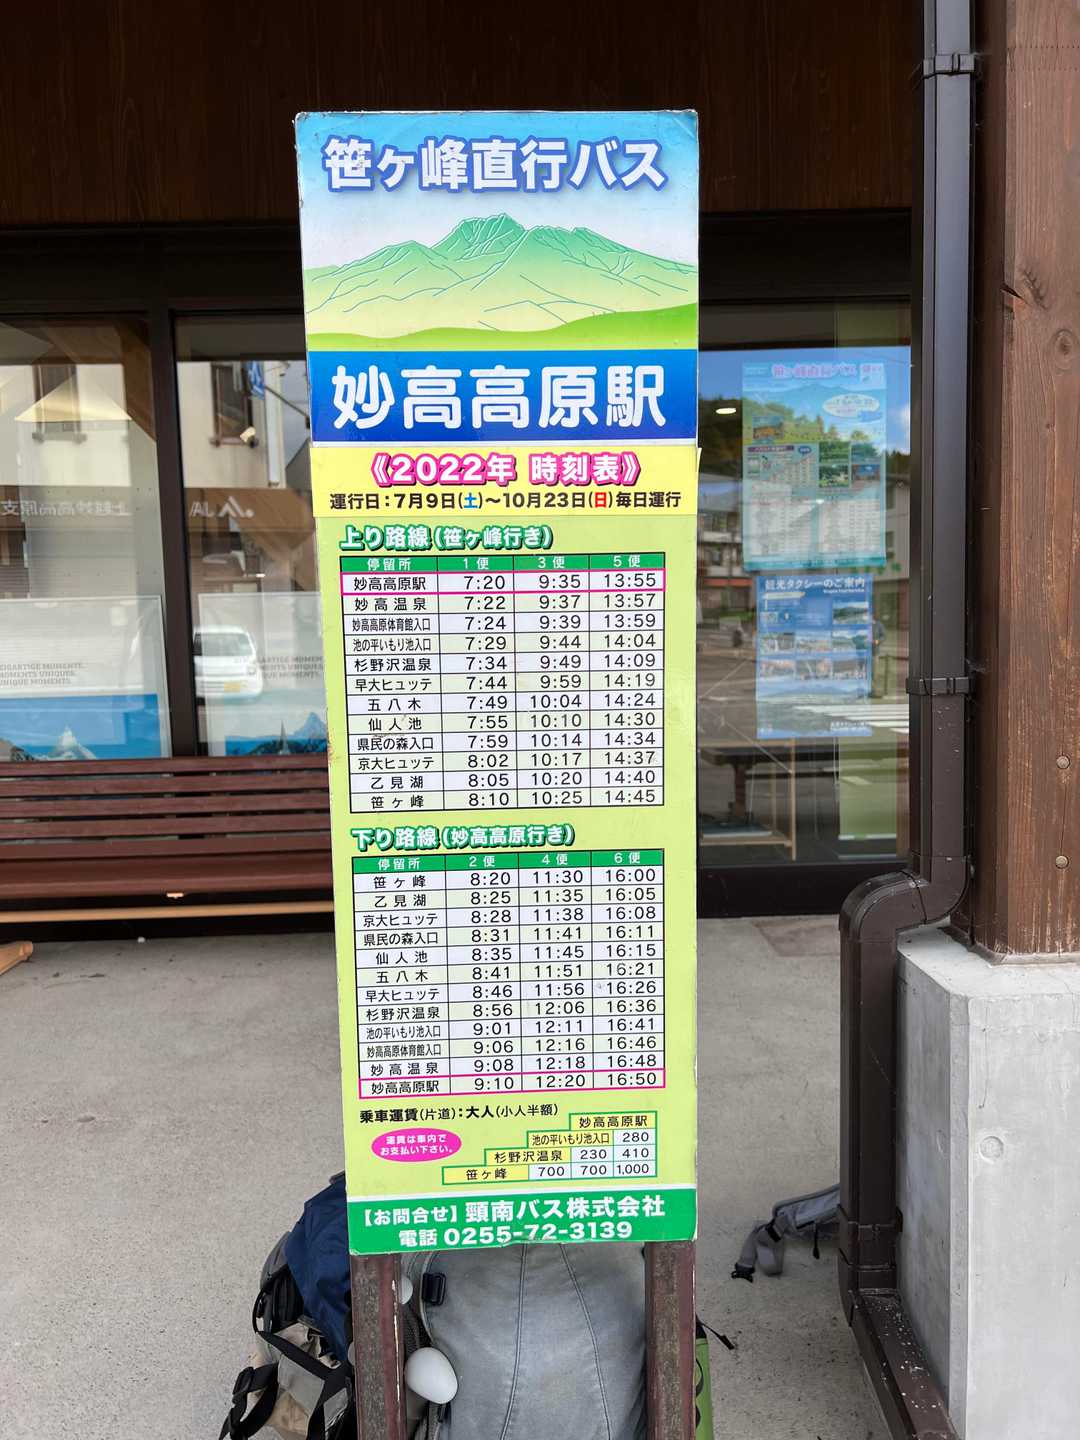 笹ヶ峰直行バス
妙高高原駅
《2022年 時刻表》
運行日：7月9日(土)～10月23日(日)毎日運行
上り路線(笹ヶ峰行き)
停留所 1便 3便 5便
妙高高原駅 7:20 9:35 13:55
妙高温泉 7:22 9:37 13:57
妙高高原体育館入口 7:24 9:39 13:59
池の平いもり池入口 7:29 9:44 14:04
杉野沢温泉 7:34 9:49 14:09
早大ヒュッテ 7:44 9:59 14:19
五八木 7:49 10:04 14:24
仙人池 7:55 10:10 14:30
県民の森入口 7:59 10:14 14:34
京大ヒュッテ 8:02 10:17 14:37
乙見湖 8:05 10:20 14:40
笹ヶ峰 8:10 10:25 14:45
下り路線(妙高高原行き)
停留所 2便 4便 6便
笹ヶ峰 8:20 11:30 16:00
乙見湖 8:25 11:35 16:05
京大ヒュッテ 8:28 11:38 16:08
県民の森入口 8:31 11:41 16:11
仙人池 8:35 11:45 16:15
五八木 8:41 11:51 16:21
早大ヒュッテ 8:46 11:56 16:26
杉野沢温泉 8:56 12:06 16:36
池の平いもり池入口 9:01 12:11 16:41
妙高高原体育館入口 9:06 12:16 16:46
妙高温泉 9:08 12:18 16:48
妙高高原駅 9:10 12:20 16:50
乗車運賃(片道)：大人(小人半額)
運賃は車内で
お支払い下さい。
妙高高原駅
池の平いもり池入口 280
杉野沢温泉 230 410
笹ヶ峰 700 700 1,000
【お問合せ】頸南バス株式会社
電話 0255-72-3139
笹ヶ峰直行バス
観光タクシーのご案内
UNIQUE MOMENTS.